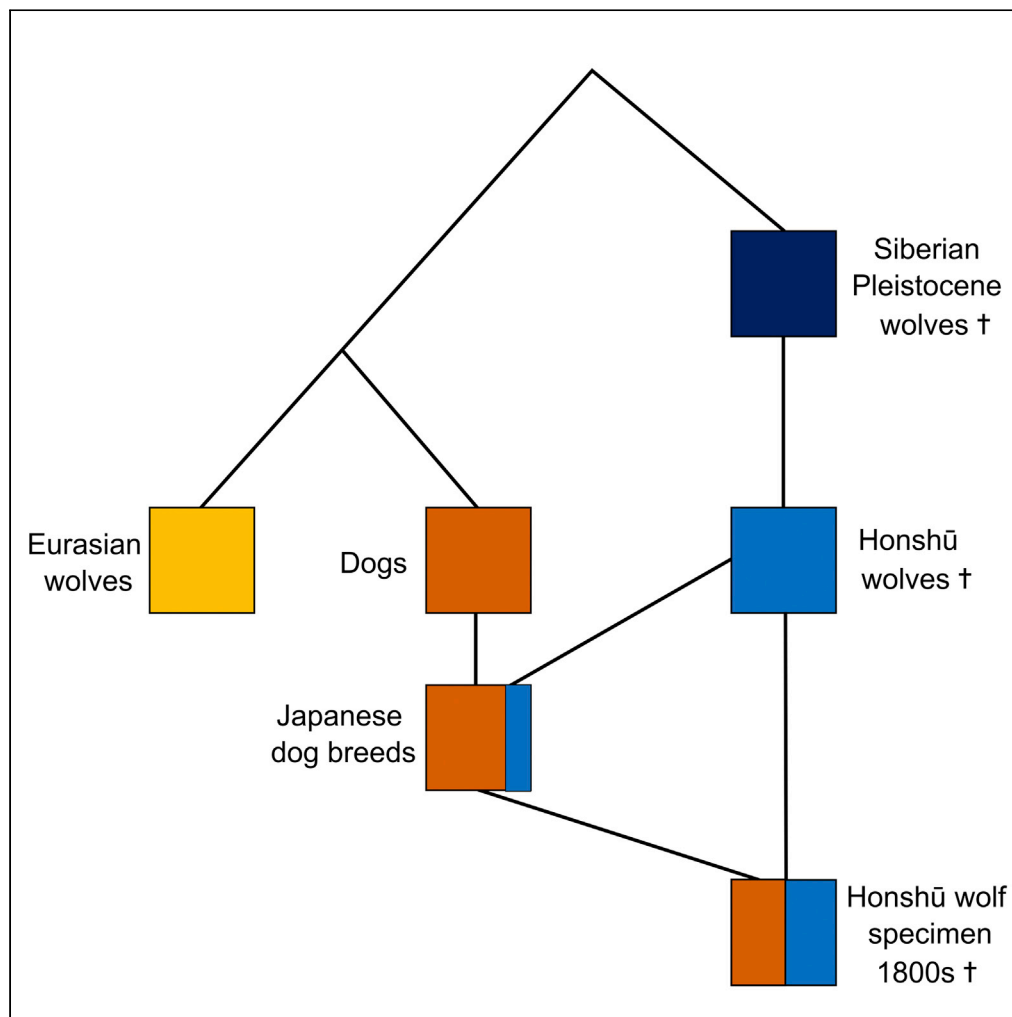 Siberian
Pleistocene
wolves †
Eurasian
wolves
Dogs
Honshū
wolves †
Japanese
dog breeds
Honshū wolf
specimen
1800s †